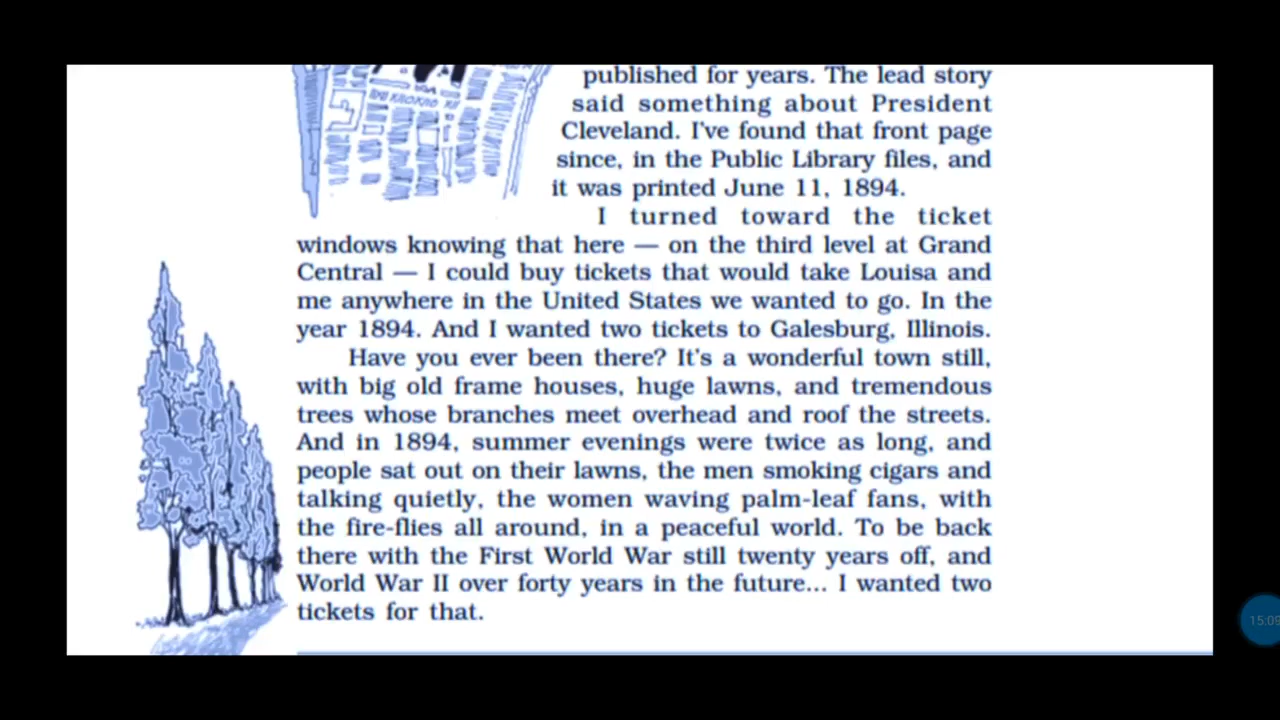 published for years. The lead story
said something about President
Cleveland. I've found that front page
since, in the Public Library files, and
it was printed June 11, 1894.
I turned toward the ticket
windows knowing that here — on the third level at Grand
Central — I could buy tickets that would take Louisa and
me anywhere in the United States we wanted to go. In the
year 1894. And I wanted two tickets to Galesburg, Illinois.
Have you ever been there? It's a wonderful town still,
with big old frame houses, huge lawns, and tremendous
trees whose branches meet overhead and roof the streets.
And in 1894, summer evenings were twice as long, and
people sat out on their lawns, the men smoking cigars and
talking quietly, the women waving palm-leaf fans, with
the fire-flies all around, in a peaceful world. To be back
there with the First World War still twenty years off, and
World War II over forty years in the future... I wanted two
tickets for that.
15:09